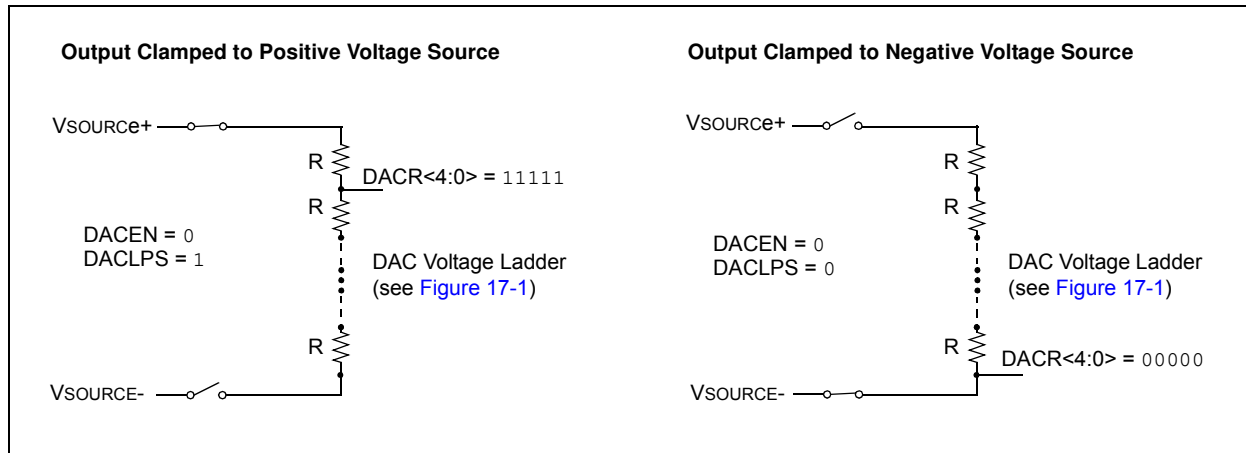 Output Clamped to Positive Voltage Source
VSOURCe+
R
DACR<4:0> = 11111
R
DACEN = 0
DACLPS = 1
DAC Voltage Ladder
(see Figure 17-1)
R
VSOURCE-
Output Clamped to Negative Voltage Source
VSOURCe+
R
R
DACEN = 0
DACLPS = 0
DAC Voltage Ladder
(see Figure 17-1)
R
DACR<4:0> = 00000
VSOURCE-